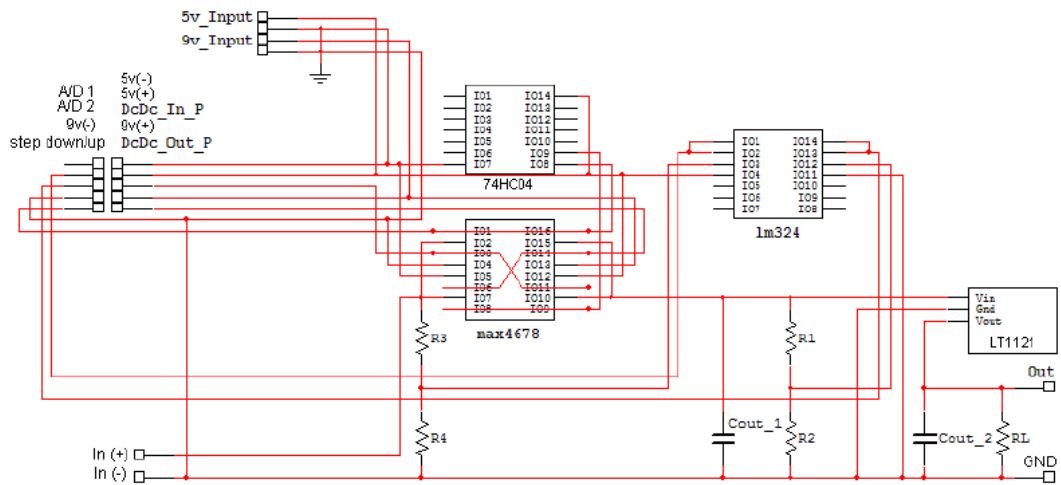 5v_Input
9v_Input
5v(-)
A/D 1 5v(+)
A/D 2 DcDc_In_P
9v(-) 9v(+)
step down/up DcDc_Out_P
IO1 IO14
IO2 IO13
IO3 IO12
IO4 IO11
IO5 IO10
IO6 IO9
IO7 IO8
74HC04
IO1 IO14
IO2 IO13
IO3 IO12
IO4 IO11
IO5 IO10
IO6 IO9
IO7 IO8
lm324
IO1 IO16
IO2 IO15
IO3 IO14
IO4 IO13
IO5 IO12
IO6 IO11
IO7 IO10
IO8 IO9
max4678
Vin
Gnd
Vout
LT1121
R3
R1
Out
R4
Cout_1
R2
Cout_2
RL
In (+)
In (-)
GND